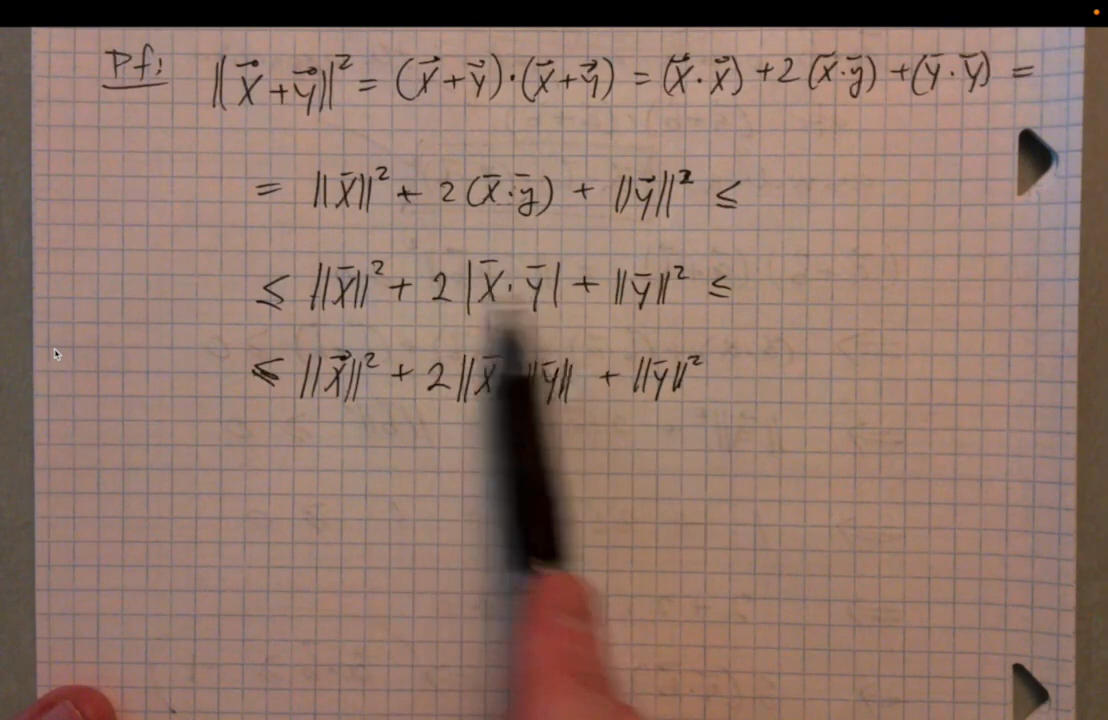 Pf: ||x⃗+y⃗||² = (x⃗+y⃗)·(x⃗+y⃗) = (x⃗·x⃗) + 2(x̄·ȳ) + (ȳ·ȳ) =
= ||x̄||² + 2(x̄·ȳ) + ||y⃗||² ≤
≤ ||x̄||² + 2|x̄·ȳ| + ||ȳ||² ≤
≤ ||x⃗||² + 2||x̄ ||ȳ|| + ||ȳ||²